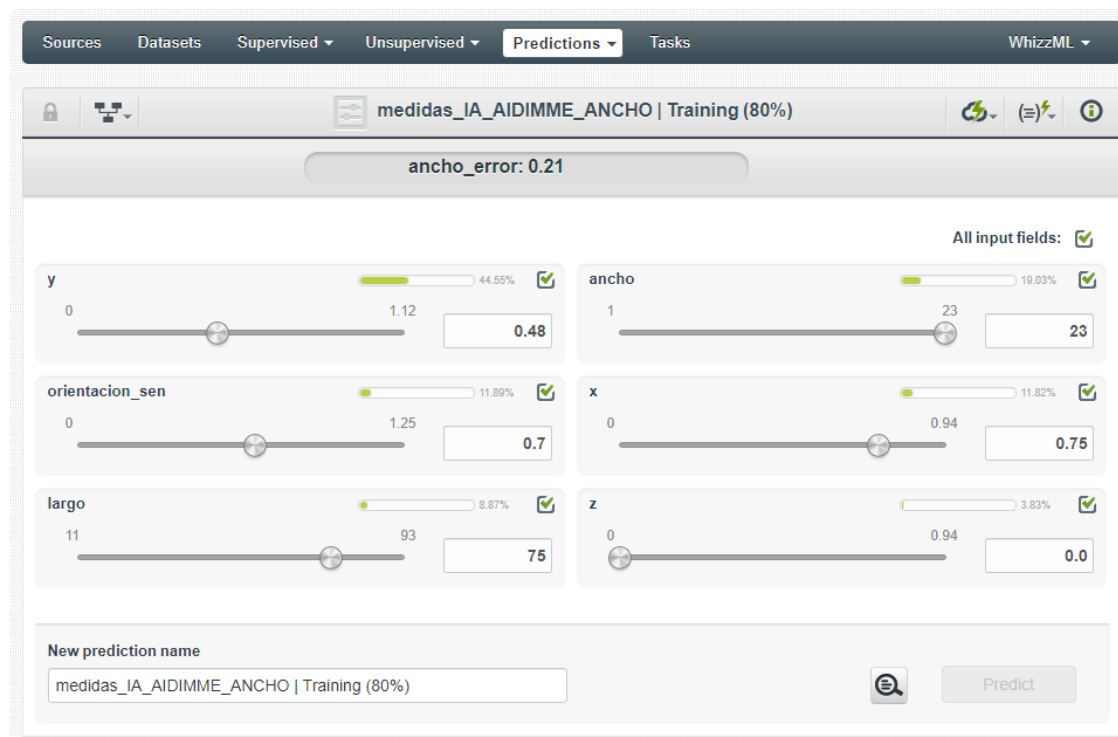 Sources Datasets Supervised Unsupervised Predictions Tasks WhizzML
medidas_IA_AIDIMME_ANCHO | Training (80%)
ancho_error: 0.21
All input fields:
y 44.55%
0 1.12
0.48
ancho 19.03%
1 23
23
orientacion_sen 11.89%
0 1.25
0.7
x 11.82%
0 0.94
0.75
largo 8.87%
11 93
75
z 3.83%
0 0.94
0.0
New prediction name
medidas_IA_AIDIMME_ANCHO | Training (80%)
Predict